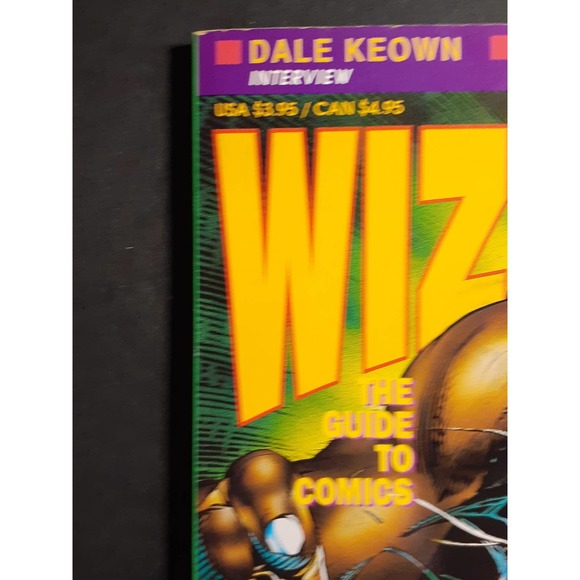 DALE KEOWN
INTERVIEW
USA $3.95 / CAN $4.95
WIZ
THE
GUIDE
TO
COMICS